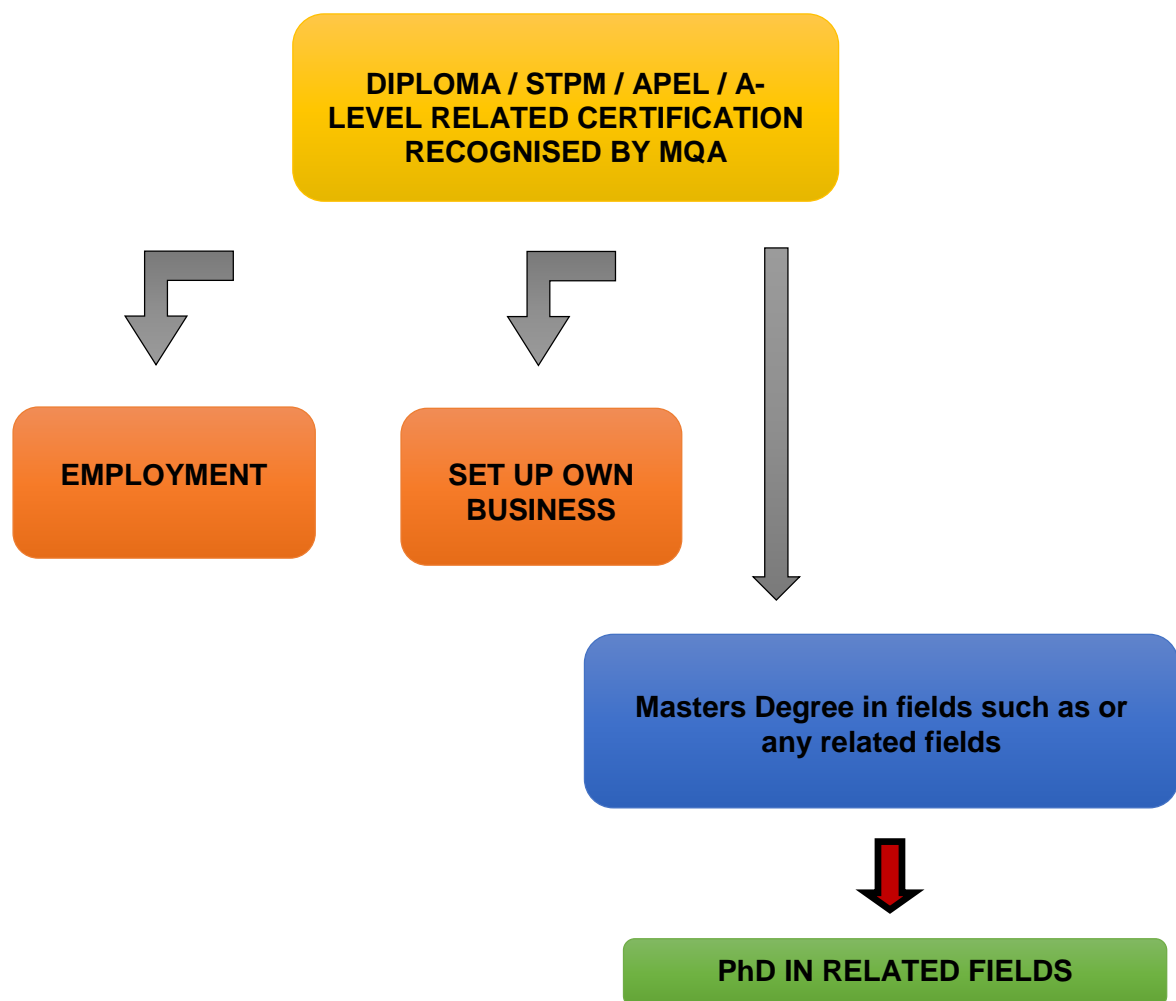 DIPLOMA / STPM / APEL / A-
LEVEL RELATED CERTIFICATION
RECOGNISED BY MQA
EMPLOYMENT
SET UP OWN
BUSINESS
Masters Degree in fields such as or
any related fields
PhD IN RELATED FIELDS